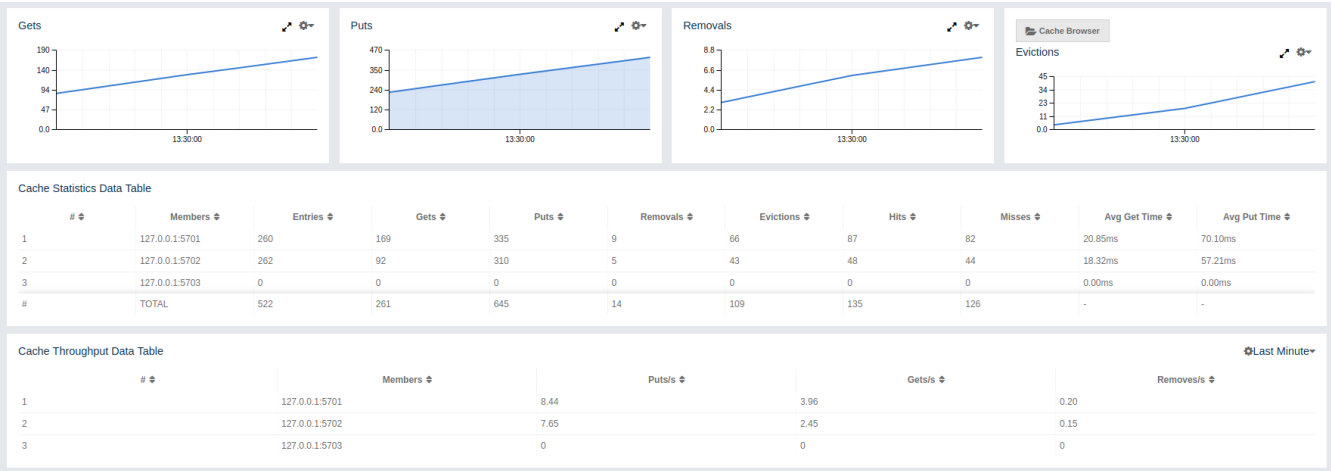 Gets
190
140
94
47
0.0
13:30:00
Puts
470
350
240
120
0.0
13:30:00
Removals
8.8
6.6
4.4
2.2
0.0
13:30:00
Cache Browser
Evictions
45
34
23
11
0.0
13:30:00
Cache Statistics Data Table
# Members Entries Gets Puts Removals Evictions Hits Misses Avg Get Time Avg Put Time
1 127.0.0.1:5701 260 169 335 9 66 87 82 20.85ms 70.10ms
2 127.0.0.1:5702 262 92 310 5 43 48 44 18.32ms 57.21ms
3 127.0.0.1:5703 0 0 0 0 0 0 0 0.00ms 0.00ms
# TOTAL 522 261 645 14 109 135 126 - -
Cache Throughput Data Table
Last Minute
# Members Puts/s Gets/s Removes/s
1 127.0.0.1:5701 8.44 3.96 0.20
2 127.0.0.1:5702 7.65 2.45 0.15
3 127.0.0.1:5703 0 0 0